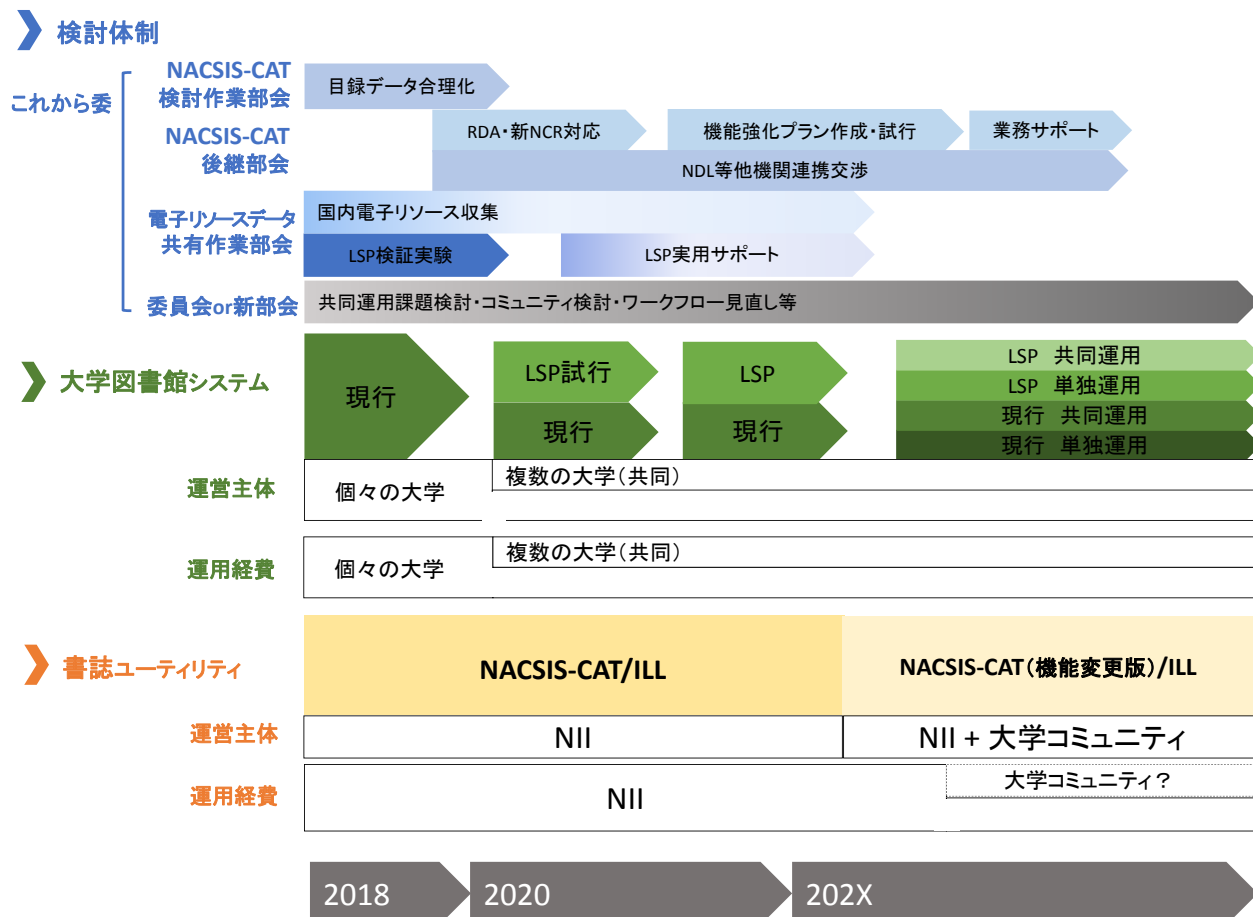 検討体制
これから委
NACSIS-CAT
検討作業部会
目録データ合理化
NACSIS-CAT
後継部会
RDA・新NCR対応
機能強化プラン作成・試行
業務サポート
NDL等他機関連携交渉
電子リソースデータ
共有作業部会
国内電子リソース収集
LSP検証実験
LSP実用サポート
委員会or新部会
共同運用課題検討・コミュニティ検討・ワークフロー見直し等
大学図書館システム
現行
LSP試行
現行
LSP
現行
LSP 共同運用
LSP 単独運用
現行 共同運用
現行 単独運用
運営主体
個々の大学
複数の大学(共同)
運用経費
個々の大学
複数の大学(共同)
書誌ユーティリティ
NACSIS-CAT/ILL
NACSIS-CAT(機能変更版)/ILL
運営主体
NII
NII + 大学コミュニティ
運用経費
NII
大学コミュニティ？
2018
2020
202X